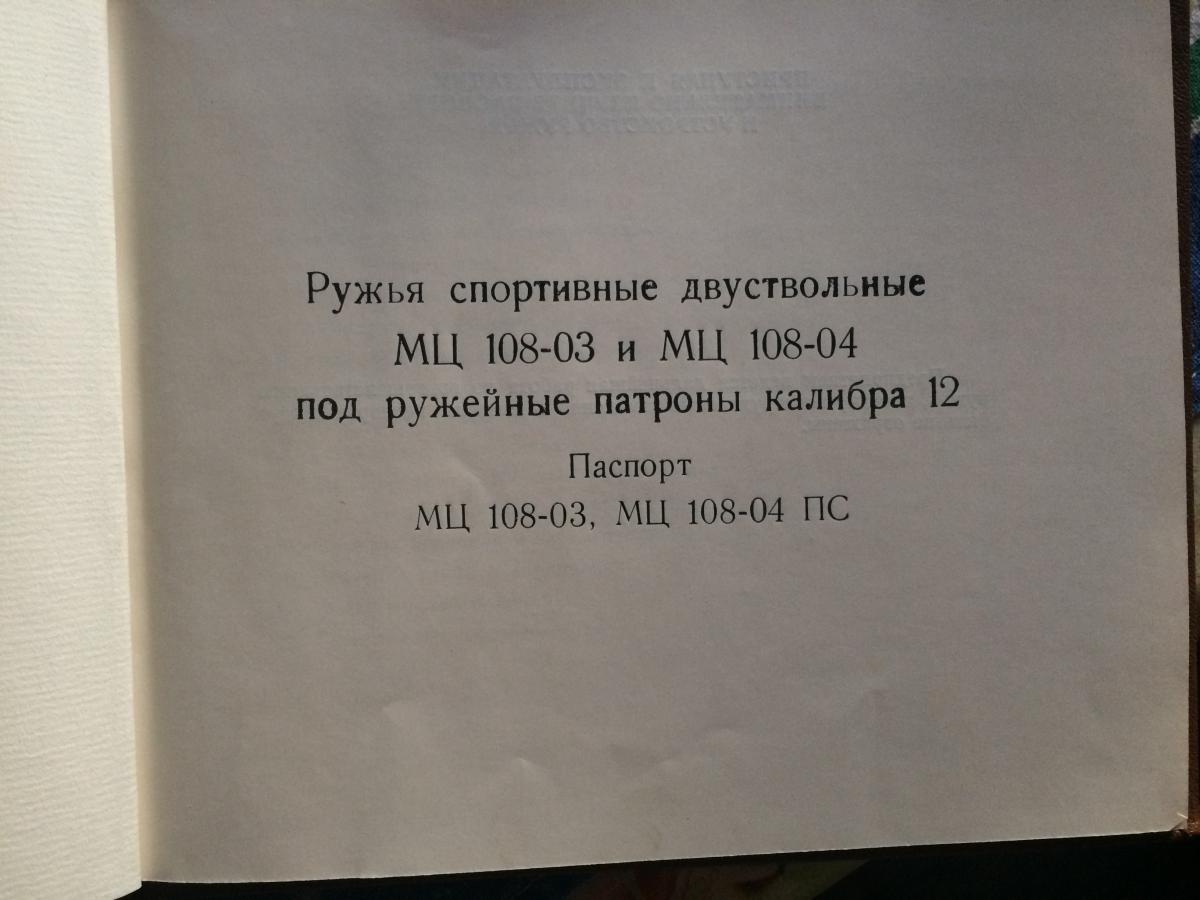 Ружья спортивные двуствольные
МЦ 108-03 и МЦ 108-04
под ружейные патроны калибра 12
Паспорт
МЦ 108-03, МЦ 108-04 ПС